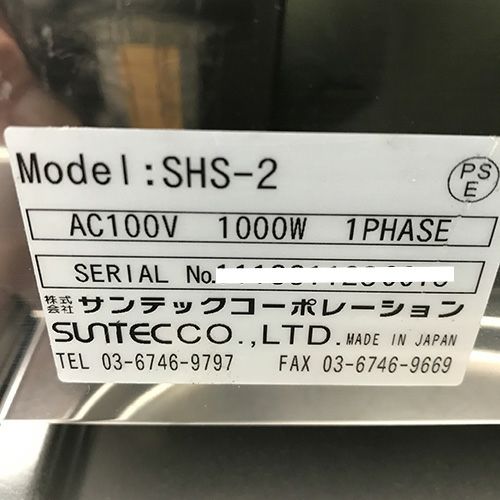 Model:SHS-2
PS
E
AC100V 1000W 1PHASE
SERIAL No.
株式会社 サンテックコーポレーション
SUNTECCO.,LTD. MADE IN JAPAN
TEL 03-6746-9797 FAX 03-6746-9669